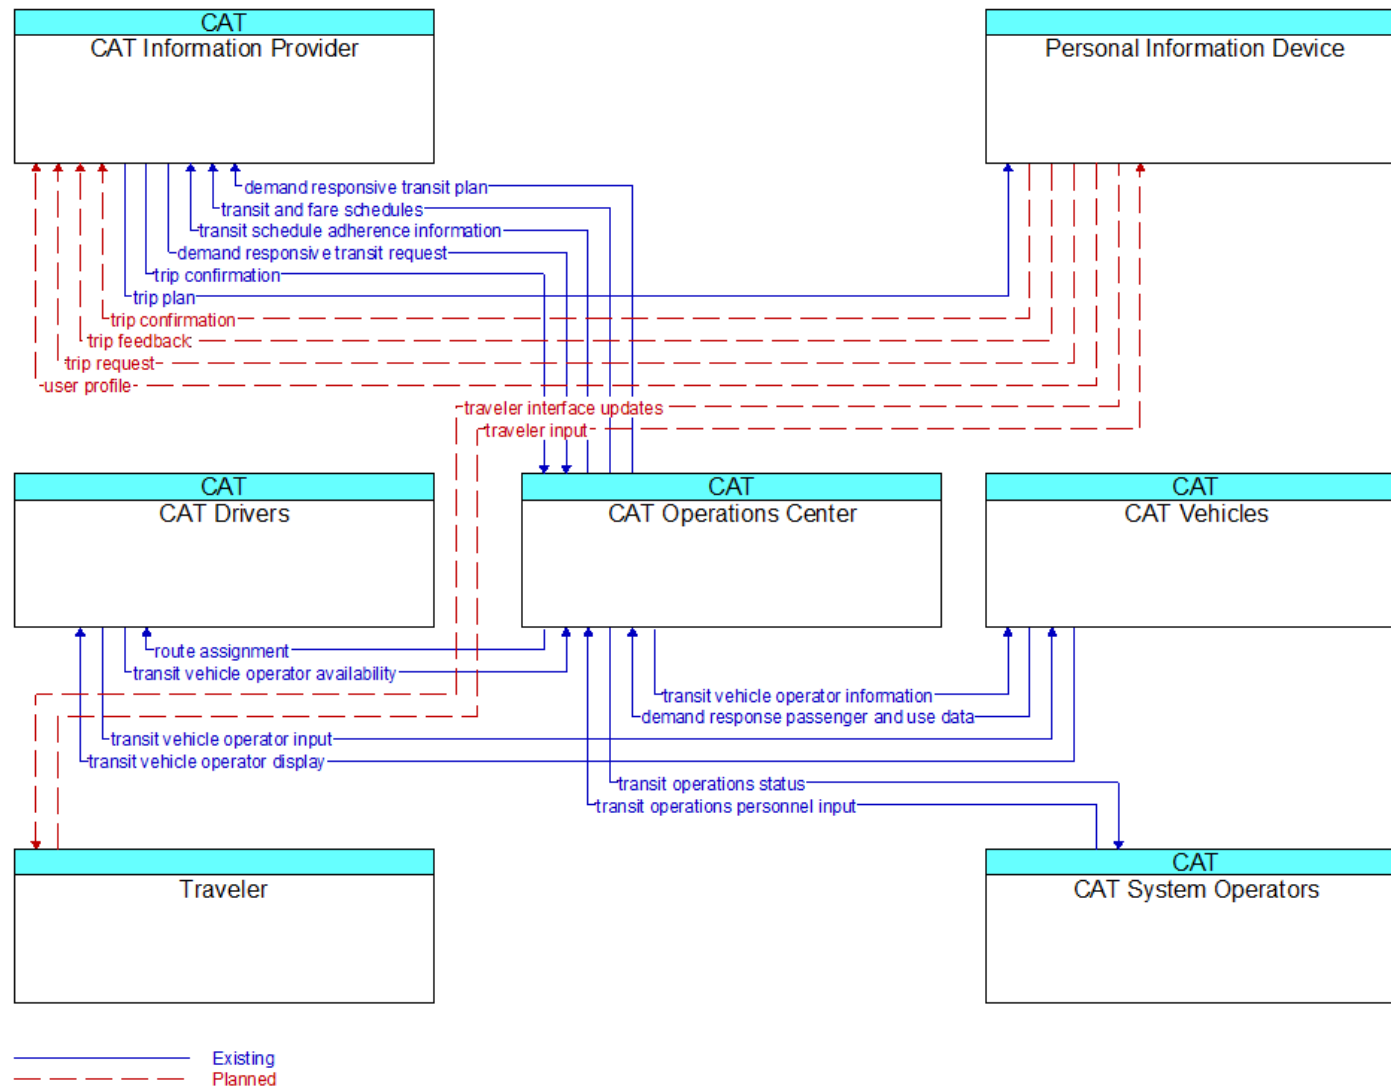 CAT
CAT Information Provider
Personal Information Device
demand responsive transit plan
transit and fare schedules
transit schedule adherence information
demand responsive transit request
trip confirmation
trip plan
trip confirmation
trip feedback
trip request
user profile
traveler interface updates
traveler input
CAT
CAT Drivers
CAT
CAT Operations Center
CAT
CAT Vehicles
route assignment
transit vehicle operator availability
transit vehicle operator information
demand response passenger and use data
transit vehicle operator input
transit vehicle operator display
transit operations status
transit operations personnel input
Traveler
CAT
CAT System Operators
Existing
Planned